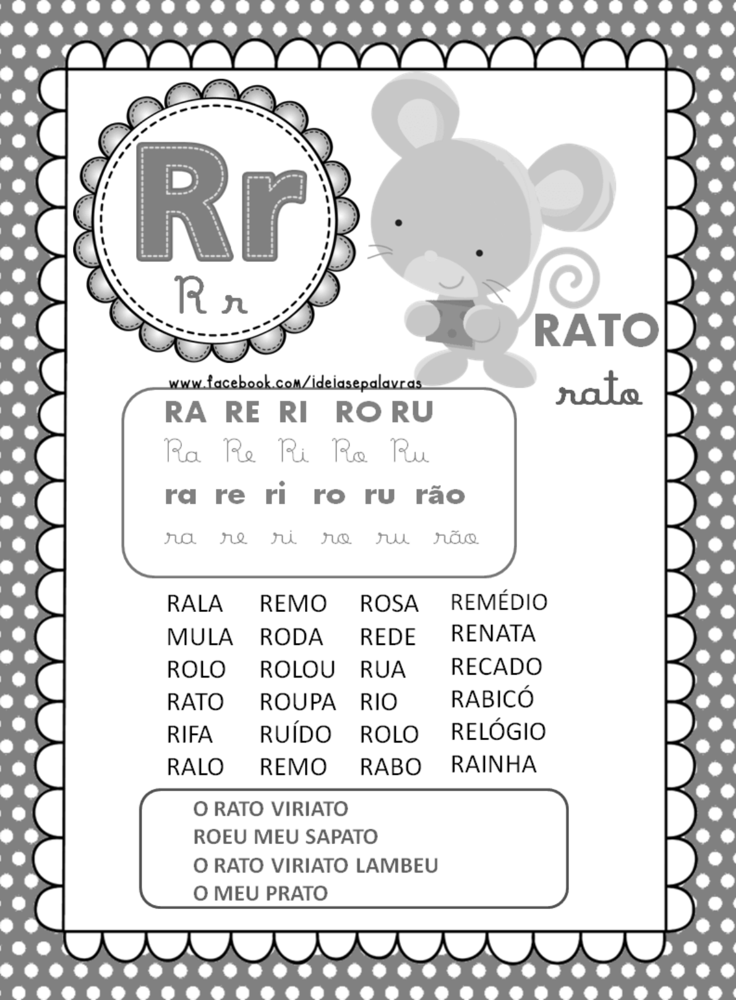 Rr
R r
RATO
rato
www.facebook.com/ideiasepalavras
RA RE RI RO RU
Ra Re Ri Ro Ru
ra re ri ro ru rão
ra re ri ro ru rão
RALA REMO ROSA REMÉDIO
MULA RODA REDE RENATA
ROLO ROLOU RUA RECADO
RATO ROUPA RIO RABICÓ
RIFA RUÍDO ROLO RELÓGIO
RALO REMO RABO RAINHA
O RATO VIRIATO
ROEU MEU SAPATO
O RATO VIRIATO LAMBEU
O MEU PRATO